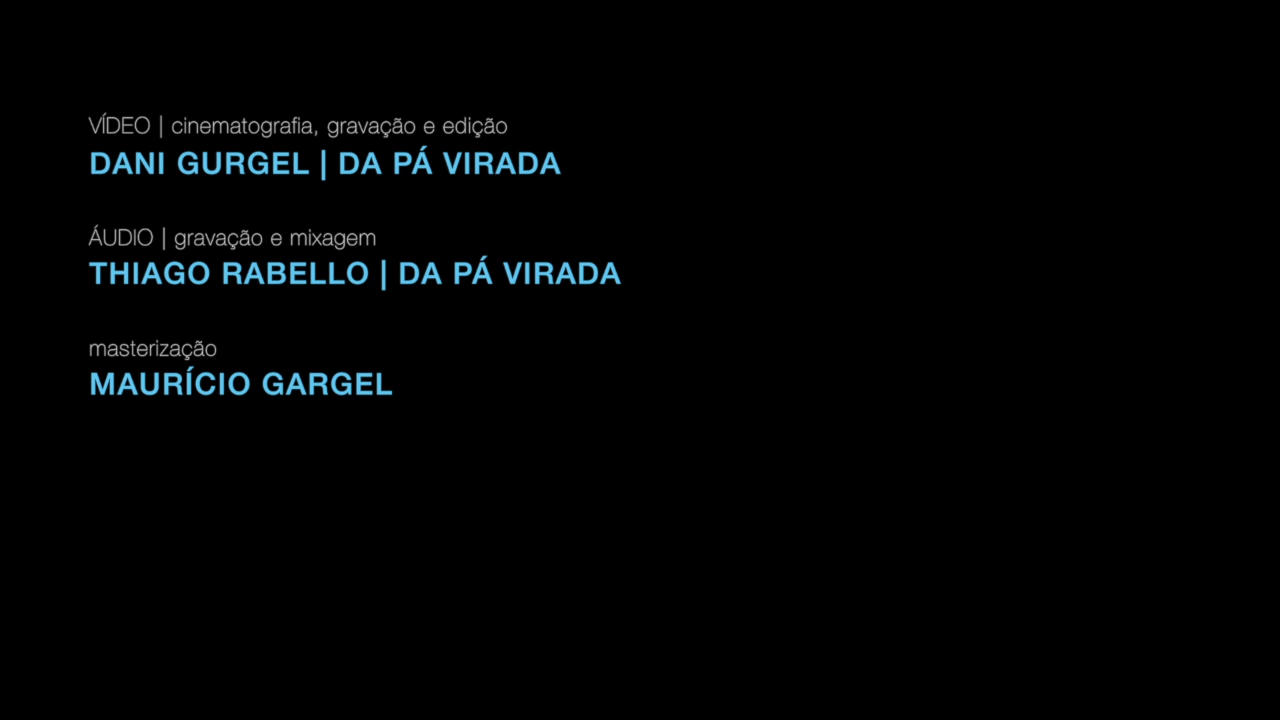 VÍDEO | cinematografia, gravação e edição
DANI GURGEL | DA PÁ VIRADA
ÁUDIO | gravação e mixagem
THIAGO RABELLO | DA PÁ VIRADA
masterização
MAURÍCIO GARGEL